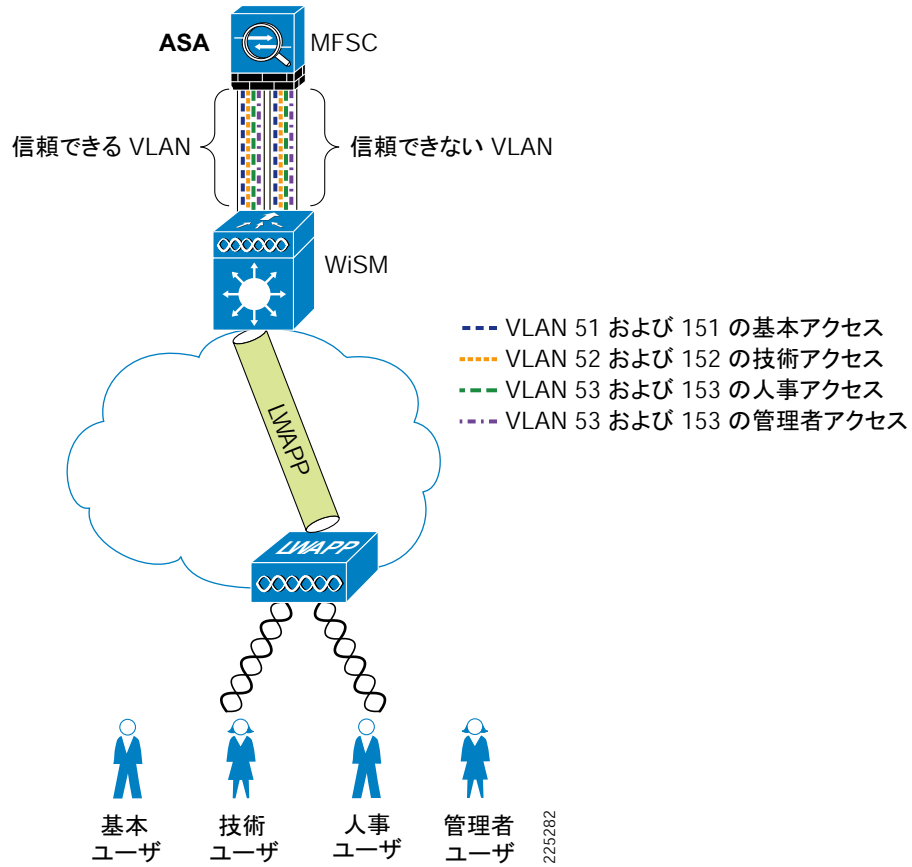 ASA MFSC
信頼できる VLAN 信頼できない VLAN
WiSM
VLAN 51 および 151 の基本アクセス
VLAN 52 および 152 の技術アクセス
VLAN 53 および 153 の人事アクセス
VLAN 53 および 153 の管理者アクセス
LWAPP
LWAPP
基本
ユーザ
技術
ユーザ
人事
ユーザ
管理者
ユーザ
225282